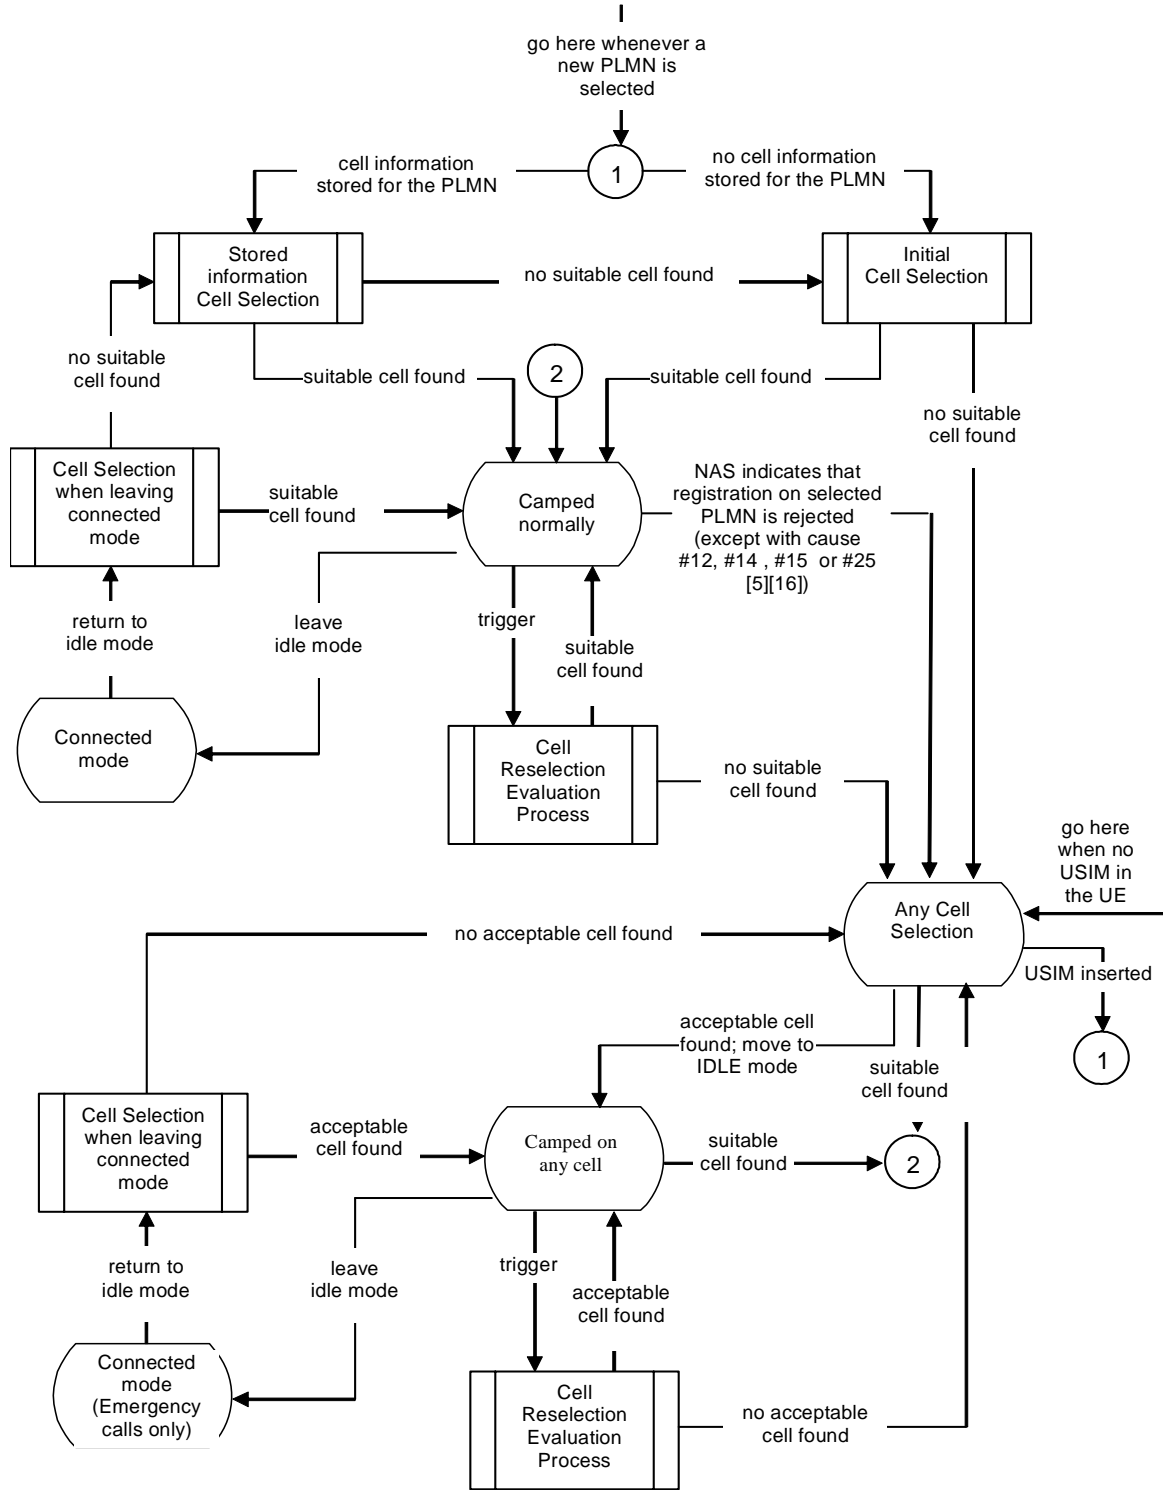 go here whenever a
new PLMN is
selected
1
cell information
stored for the PLMN
no cell information
stored for the PLMN
Stored
information
Cell Selection
no suitable cell found
Initial
Cell Selection
no suitable
cell found
suitable cell found
2
suitable cell found
no suitable
cell found
Cell Selection
when leaving
connected
mode
suitable
cell found
Camped
normally
NAS indicates that
registration on selected
PLMN is rejected
(except with cause
#12, #14 , #15 or #25
[5][16])
return to
idle mode
leave
idle mode
trigger
suitable
cell found
Connected
mode
Cell
Reselection
Evaluation
Process
no suitable
cell found
go here
when no
USIM in
the UE
Any Cell
Selection
no acceptable cell found
USIM inserted
1
acceptable cell
found; move to
IDLE mode
suitable
cell found
Cell Selection
when leaving
connected
mode
acceptable
cell found
Camped on
any cell
suitable
cell found
2
return to
idle mode
leave
idle mode
trigger
acceptable
cell found
Connected
mode
(Emergency
calls only)
Cell
Reselection
Evaluation
Process
no acceptable
cell found